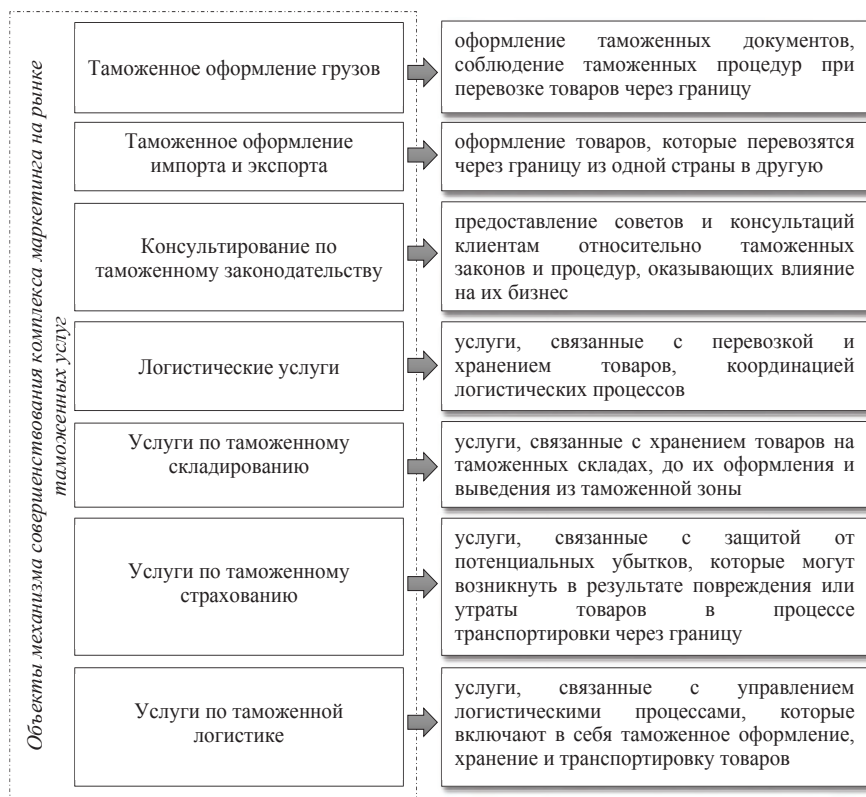 Объекты механизма совершенствования комплекса маркетинга на рынке
таможенных услуг
Таможенное оформление грузов
оформление таможенных документов,
соблюдение таможенных процедур при
перевозке товаров через границу
Таможенное оформление
импорта и экспорта
оформление товаров, которые перевозятся
через границу из одной страны в другую
Консультирование по
таможенному законодательству
предоставление советов и консультаций
клиентам относительно таможенных
законов и процедур, оказывающих влияние
на их бизнес
Логистические услуги
услуги, связанные с перевозкой и
хранением товаров, координацией
логистических процессов
Услуги по таможенному
складированию
услуги, связанные с хранением товаров на
таможенных складах, до их оформления и
выведения из таможенной зоны
Услуги по таможенному
страхованию
услуги, связанные с защитой от
потенциальных убытков, которые могут
возникнуть в результате повреждения или
утраты товаров в процессе
транспортировки через границу
Услуги по таможенной
логистике
услуги, связанные с управлением
логистическими процессами, которые
включают в себя таможенное оформление,
хранение и транспортировку товаров